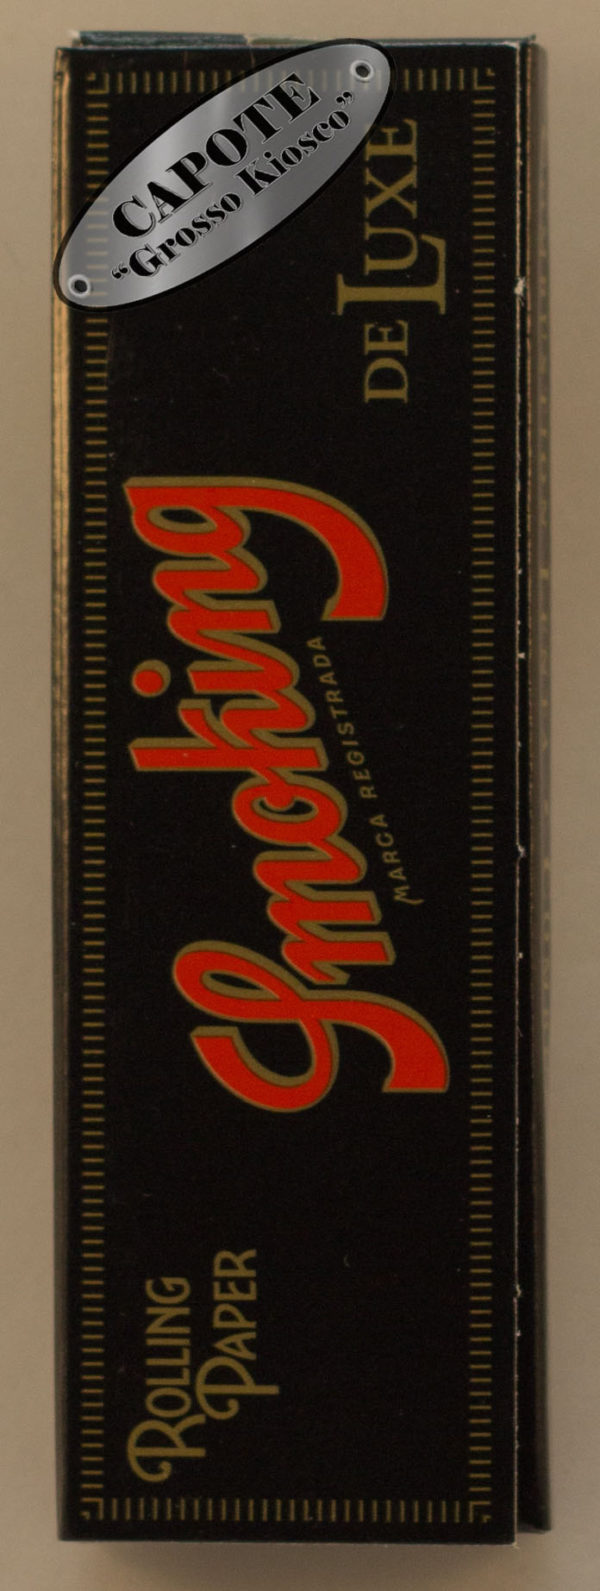 CAPOTE
“Grosso Kiosco”
ROLLING
PAPER
Smoking
MARCA REGISTRADA
DE LUXE